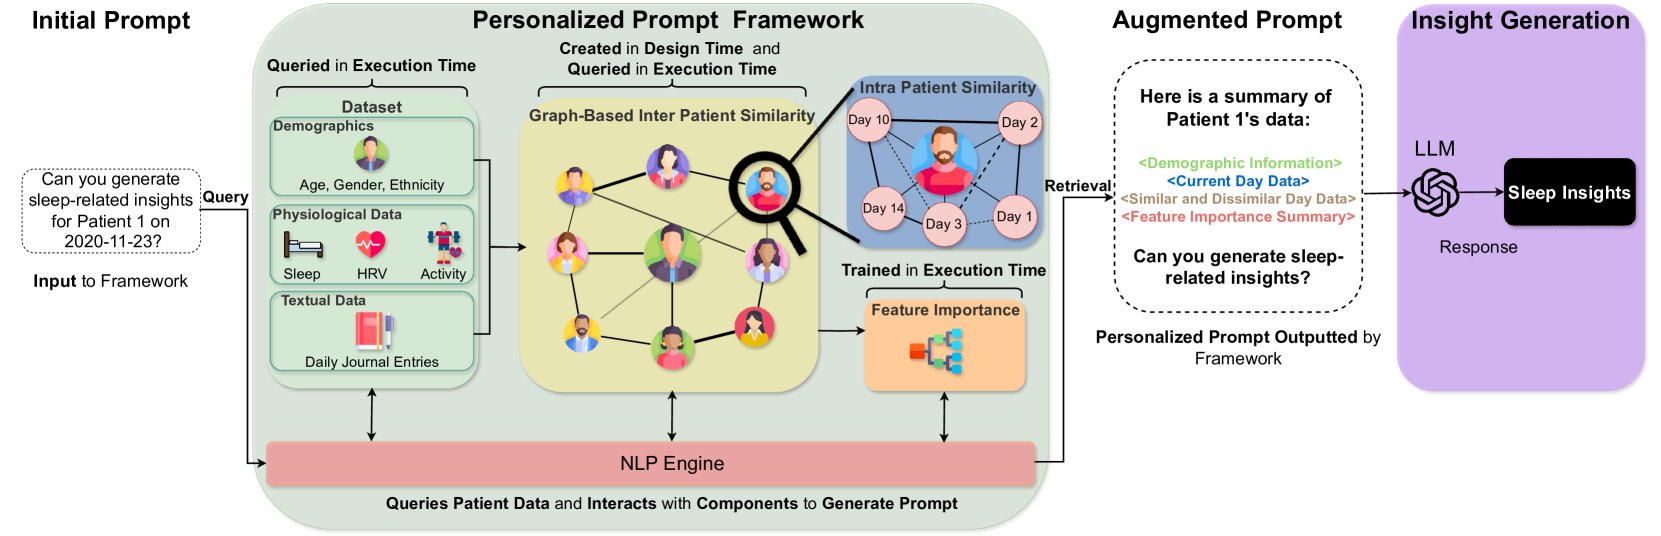 Initial Prompt
Can you generate
sleep-related insights
for Patient 1 on
2020-11-23?
Input to Framework
Query
Personalized Prompt Framework
Queried in Execution Time
Dataset
Demographics
Age, Gender, Ethnicity
Physiological Data
Sleep
HRV
Activity
Textual Data
Daily Journal Entries
Created in Design Time and
Queried in Execution Time
Graph-Based Inter Patient Similarity
Intra Patient Similarity
Day 10
Day 2
Day 14
Day 3
Day 1
Trained in Execution Time
Feature Importance
NLP Engine
Queries Patient Data and Interacts with Components to Generate Prompt
Retrieval
Augmented Prompt
Here is a summary of
Patient 1's data:
<Demographic Information>
<Current Day Data>
<Similar and Dissimilar Day Data>
<Feature Importance Summary>
Can you generate sleep-
related insights?
Personalized Prompt Outputted by
Framework
Insight Generation
LLM
Sleep Insights
Response